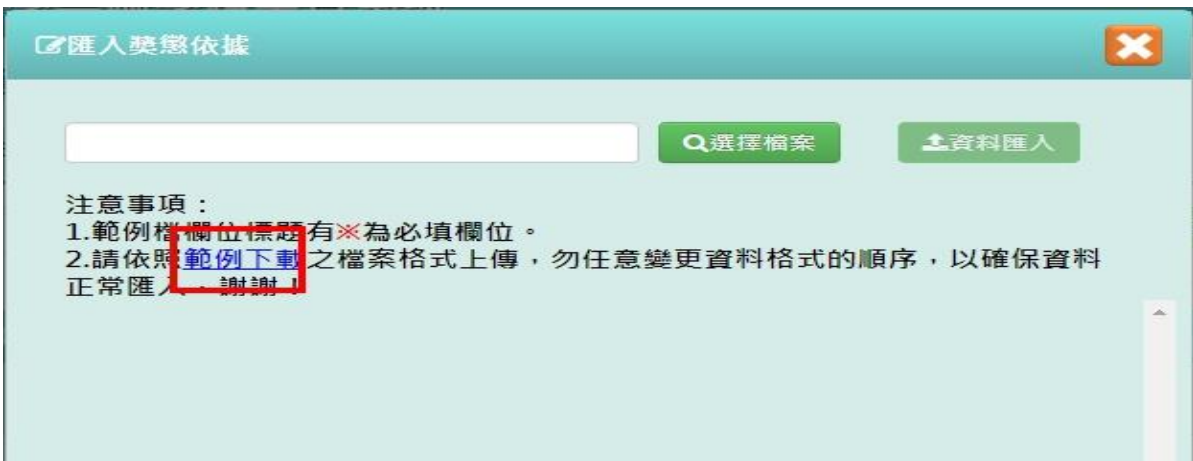 匯入獎懲依據
選擇檔案
資料匯入
注意事項：
1.範例檔欄位標題有※為必填欄位。
2.請依照範例下載之檔案格式上傳，勿任意變更資料格式的順序，以確保資料
正常匯入，謝謝！